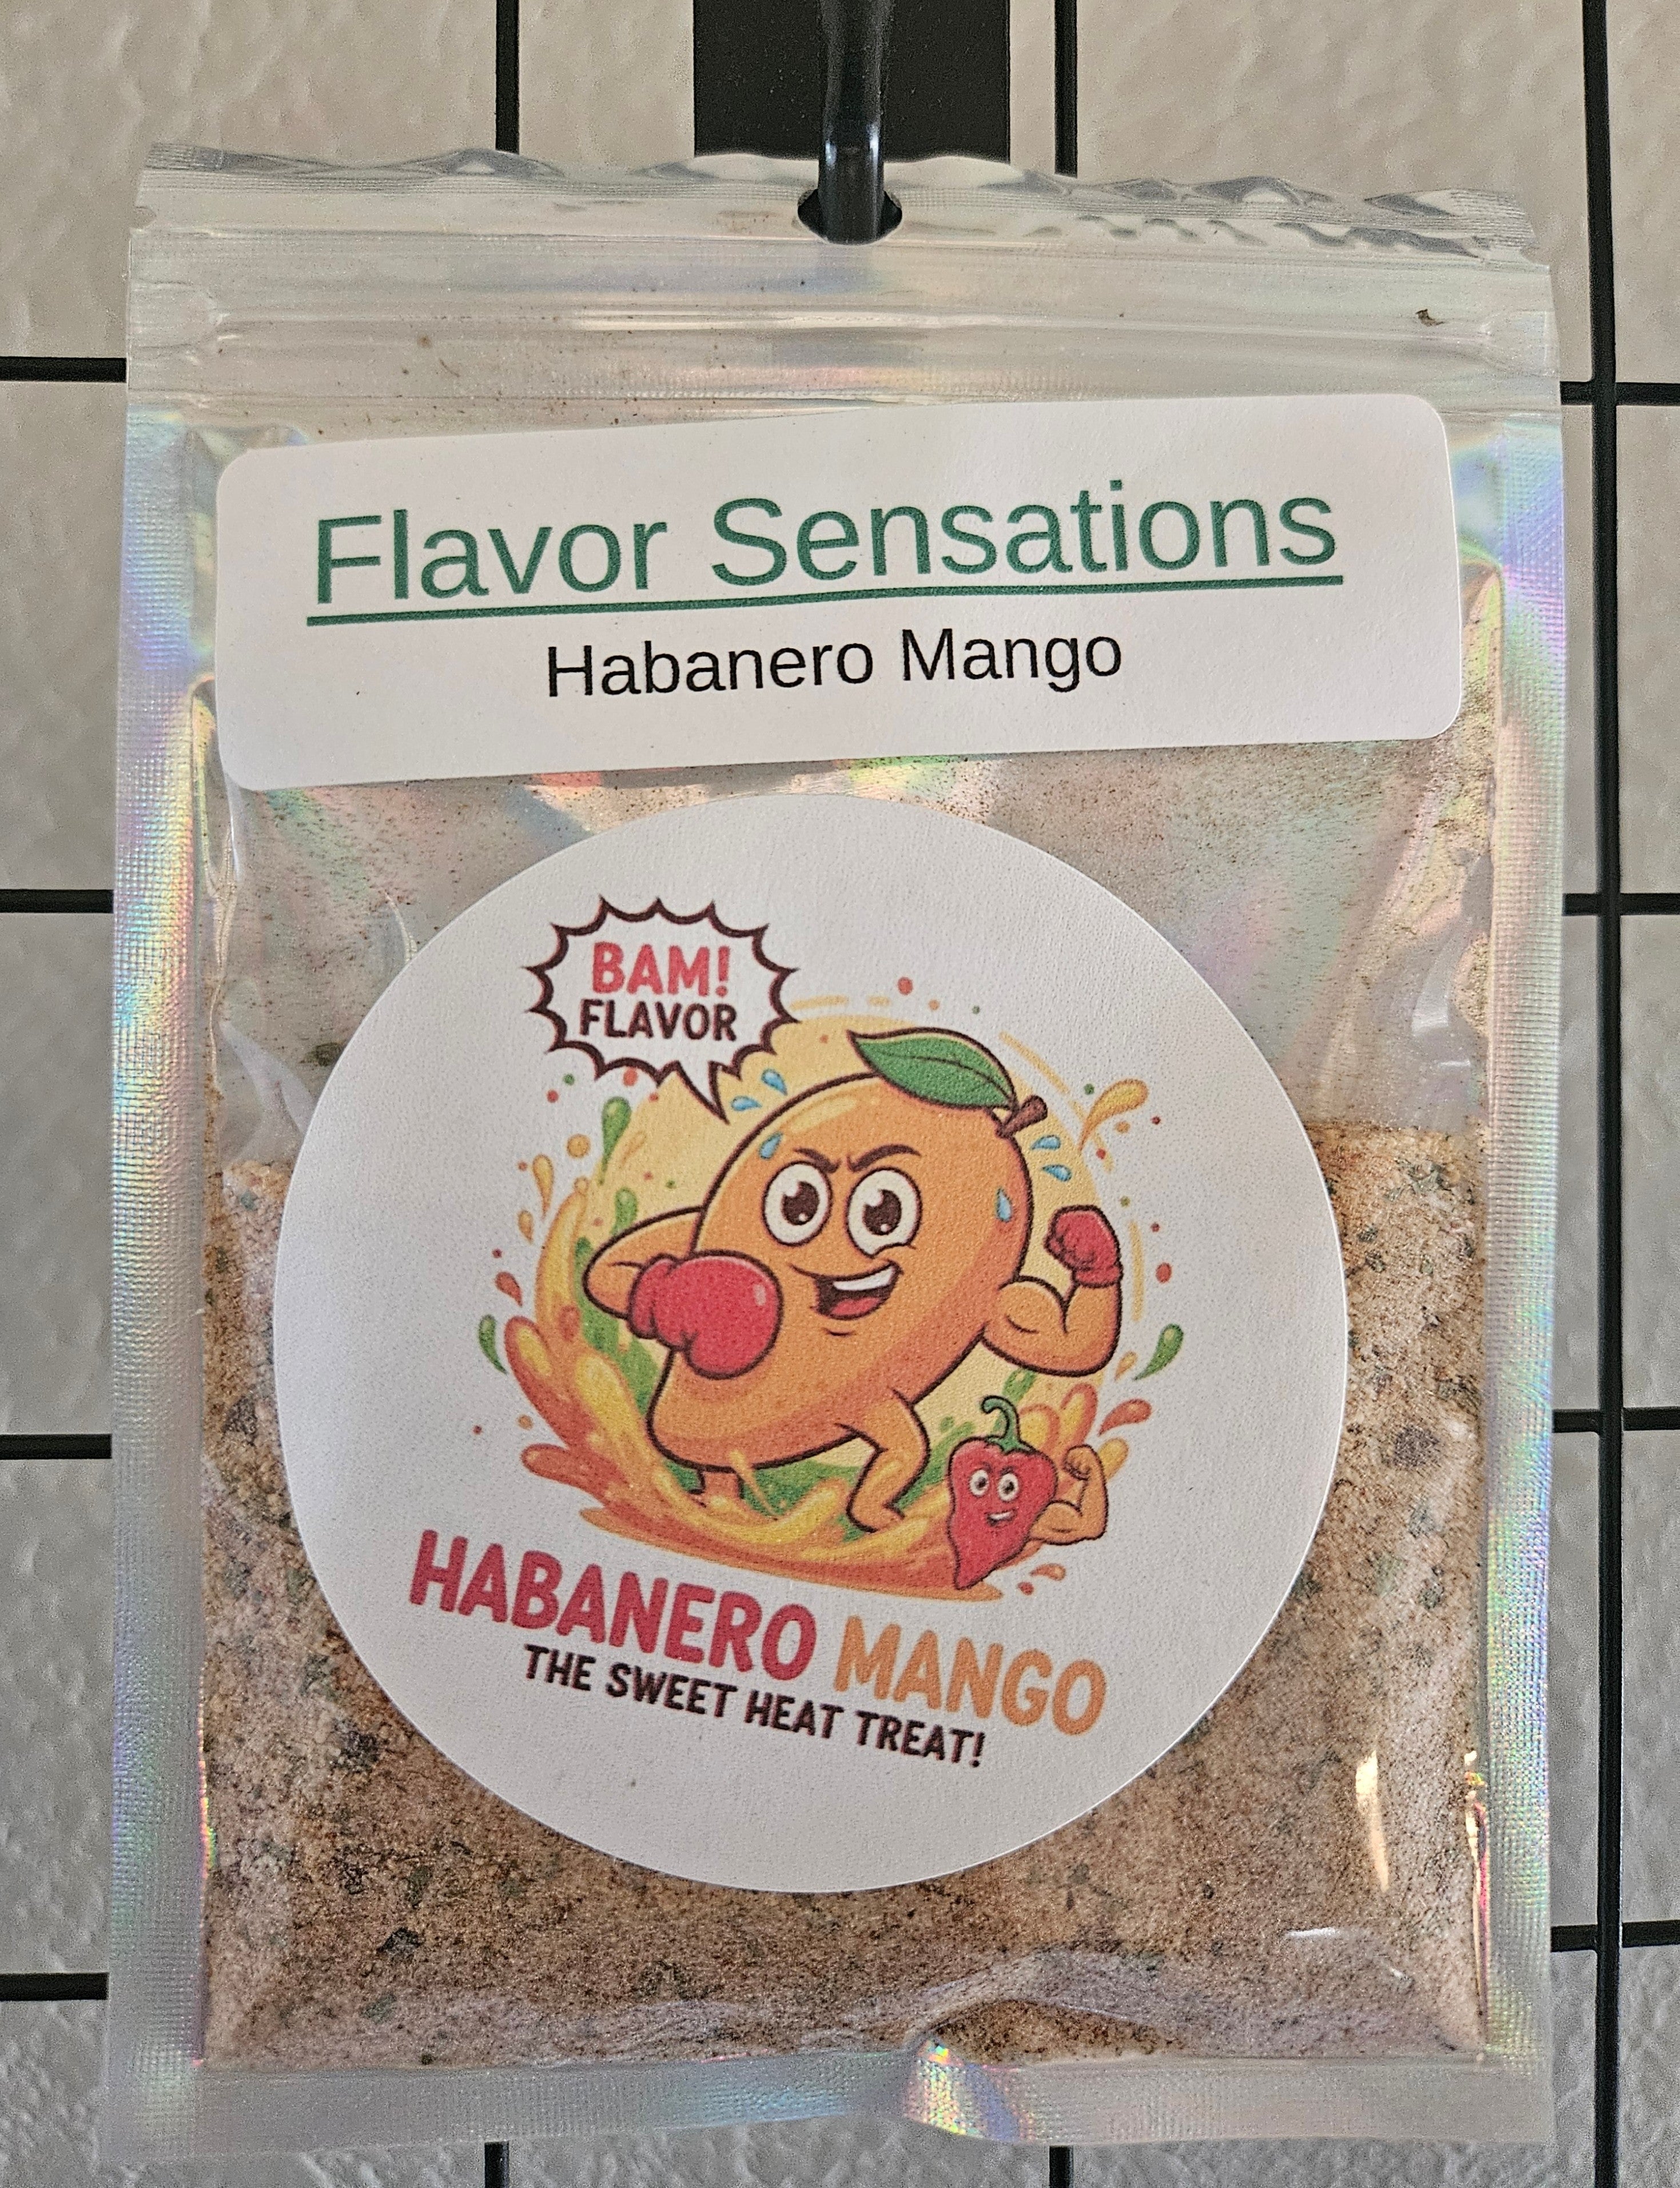 Flavor Sensations
Habanero Mango
BAM!
FLAVOR
HABANERO MANGO
THE SWEET HEAT TREAT!